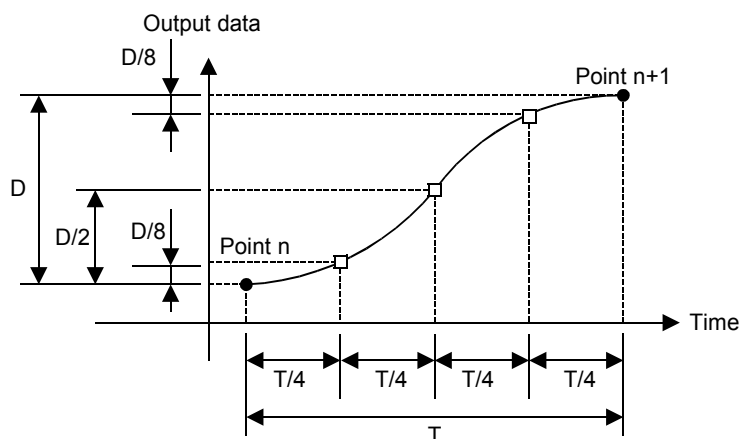 Output data
D/8
Point n+1
D
D/2
D/8
Point n
Time
T/4
T/4
T/4
T/4
T